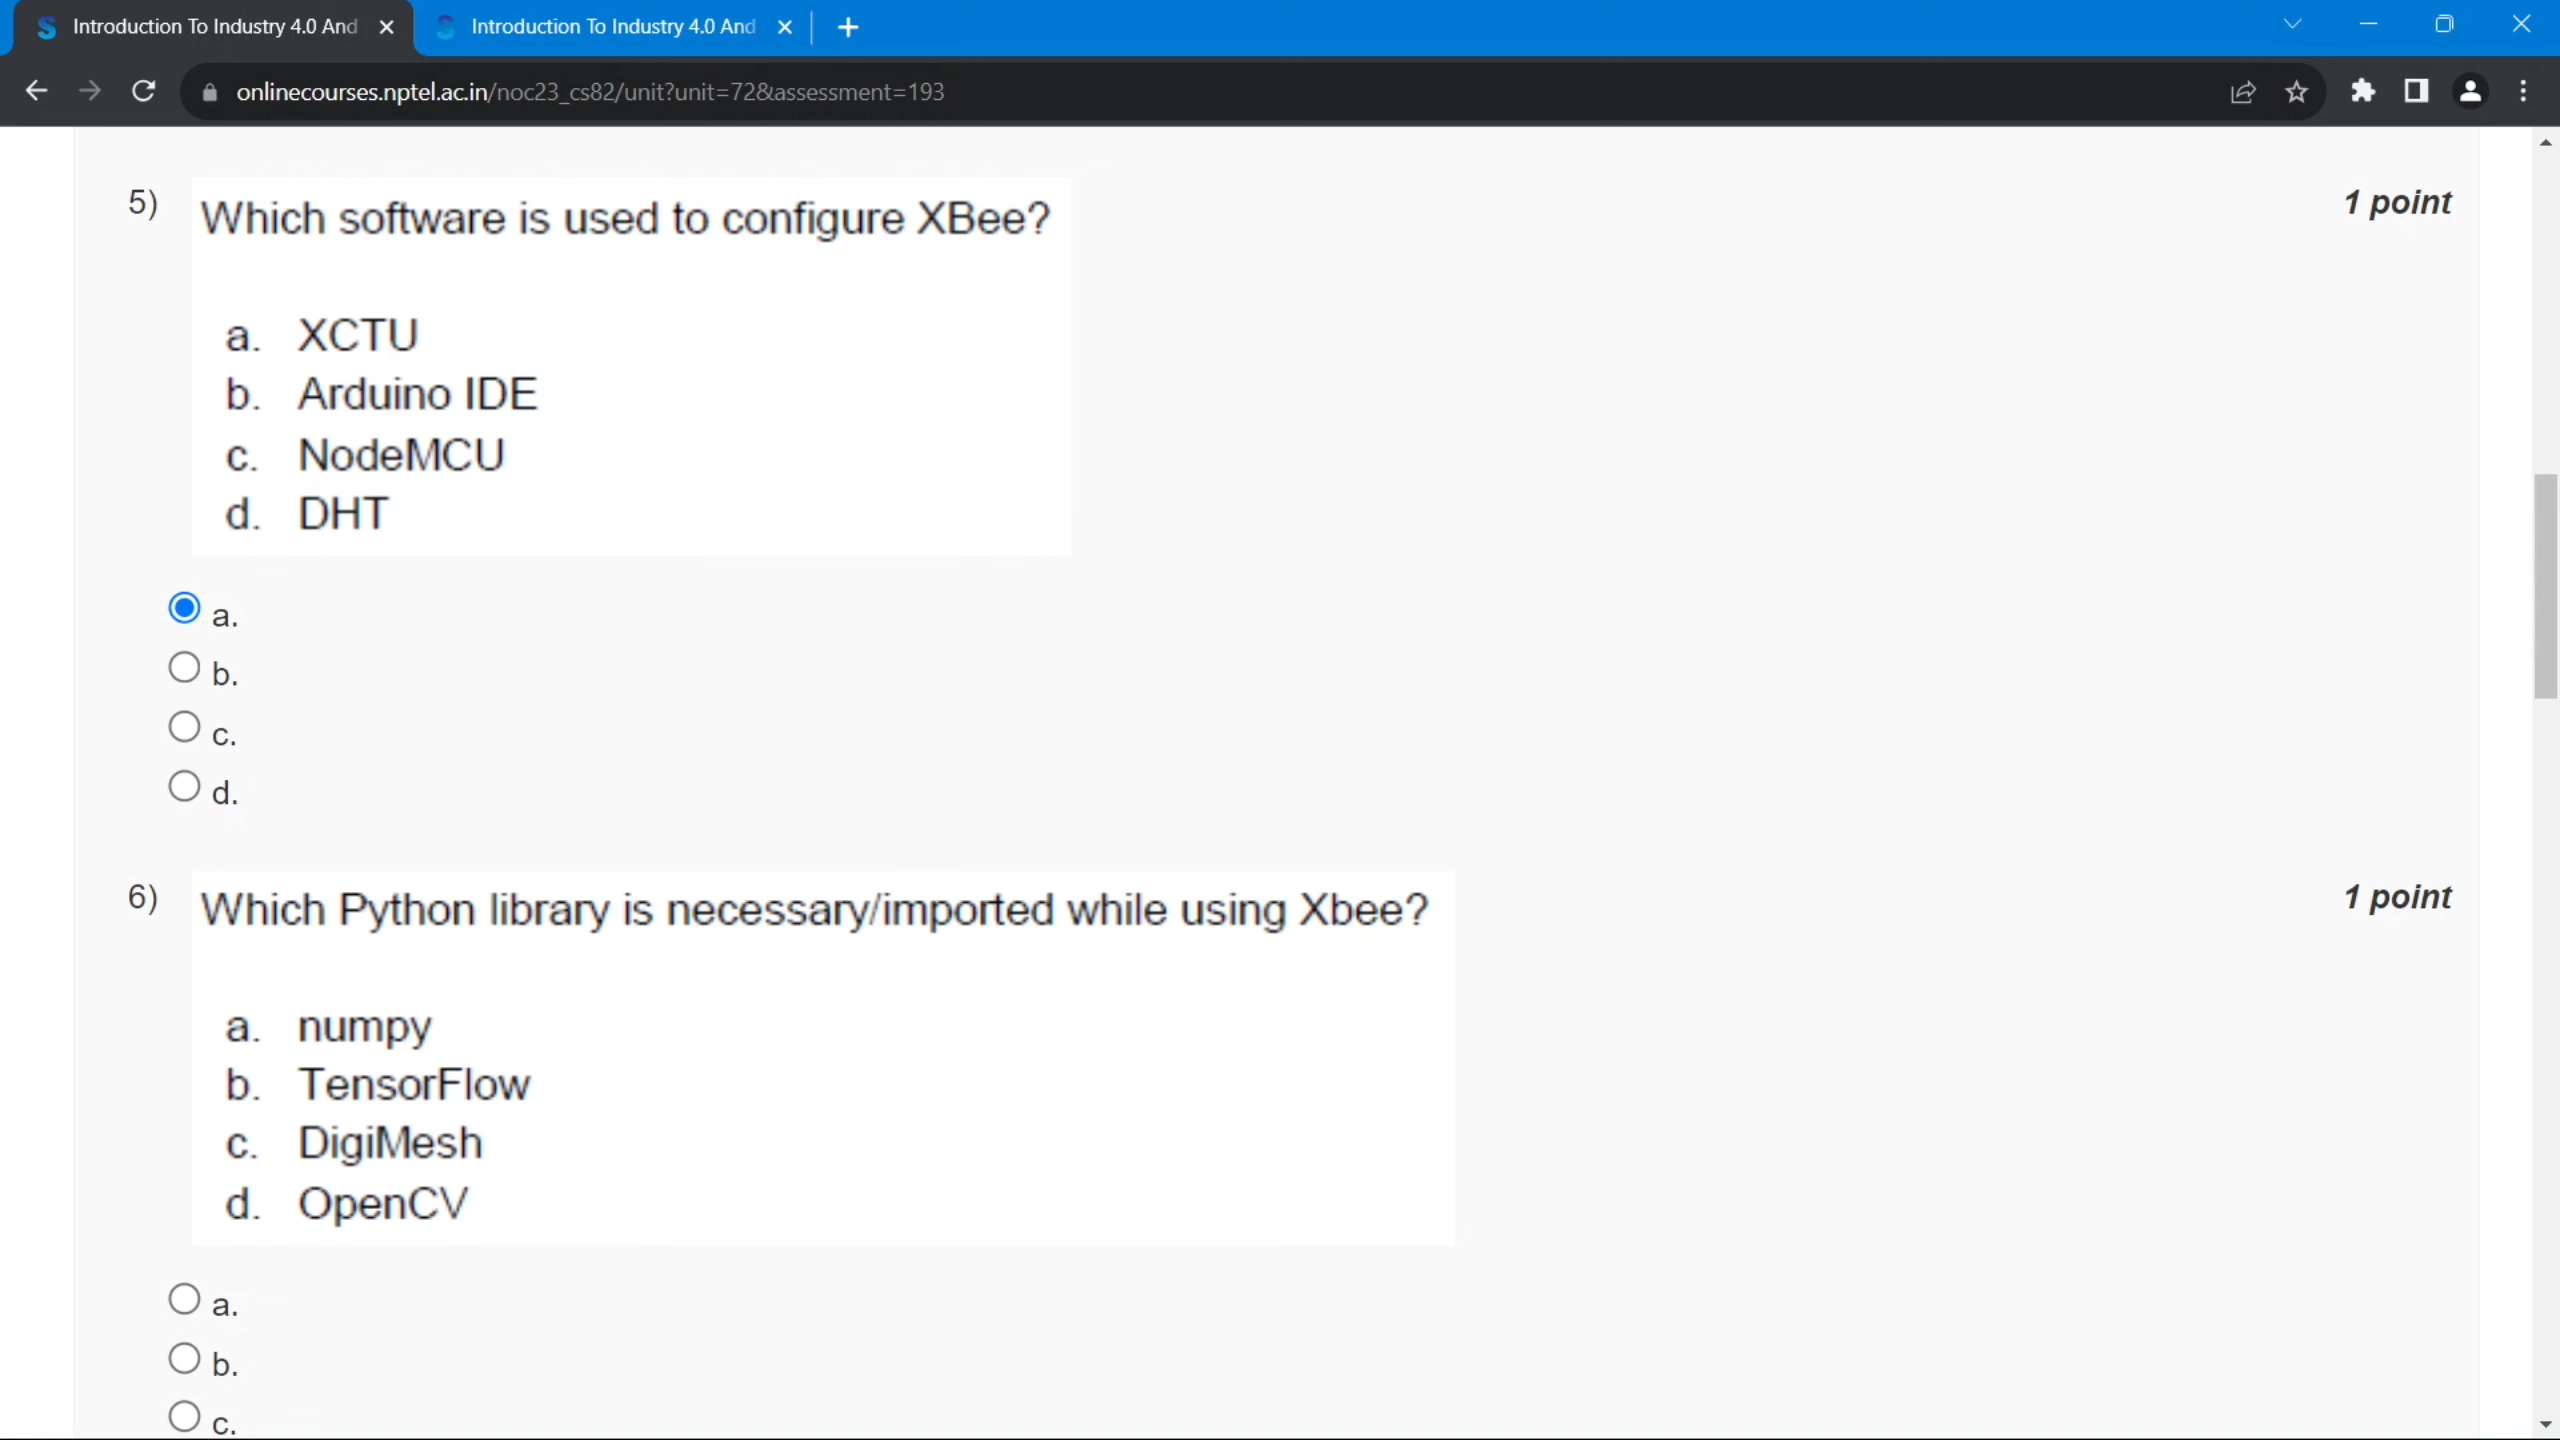 Introduction To Industry 4.0 And
Introduction To Industry 4.0 And
onlinecourses.nptel.ac.in/noc23_cs82/unit?unit=72&assessment=193
5) Which software is used to configure XBee? 1 point
a. XCTU
b. Arduino IDE
c. NodeMCU
d. DHT
a.
b.
c.
d.
6) Which Python library is necessary/imported while using Xbee? 1 point
a. numpy
b. TensorFlow
c. DigiMesh
d. OpenCV
a.
b.
c.